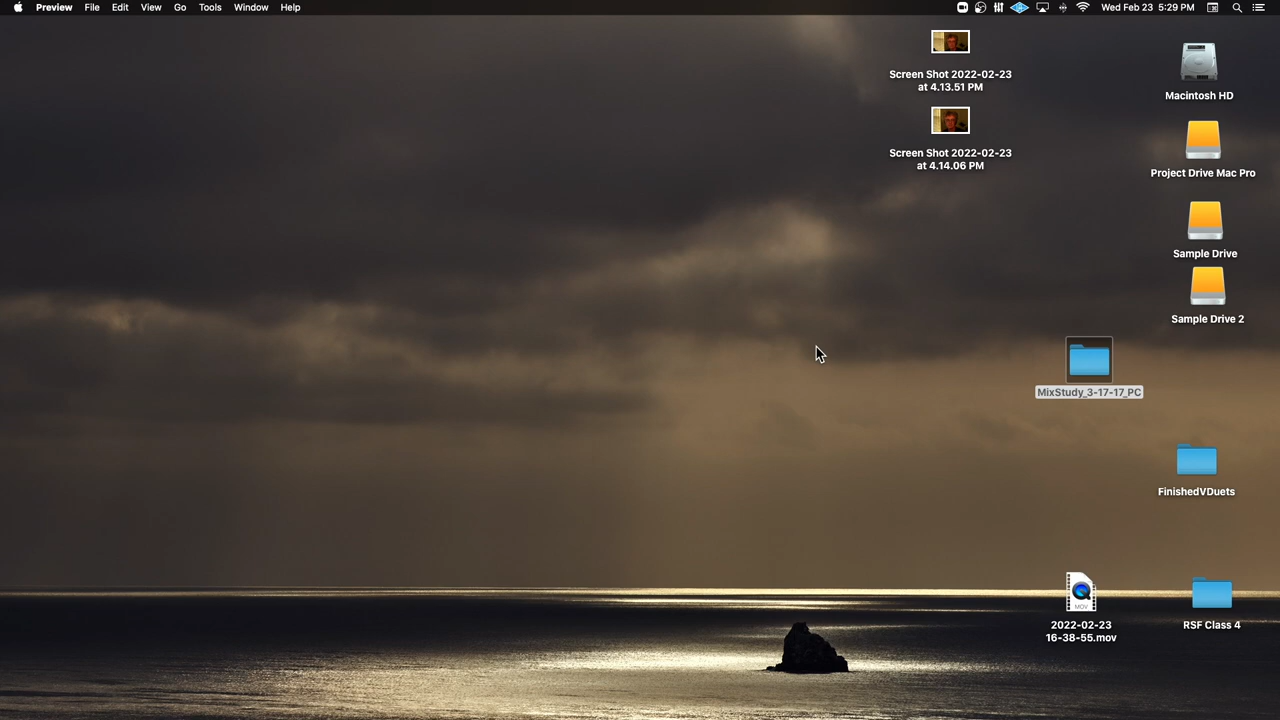 Preview File Edit View Go Tools Window Help Wed Feb 23 5:29 PM
Screen Shot 2022-02-23
at 4.13.51 PM
Screen Shot 2022-02-23
at 4.14.06 PM
Macintosh HD
Project Drive Mac Pro
Sample Drive
Sample Drive 2
MixStudy_3-17-17_PC
FinishedVDuets
MOV
2022-02-23
16-38-55.mov
RSF Class 4